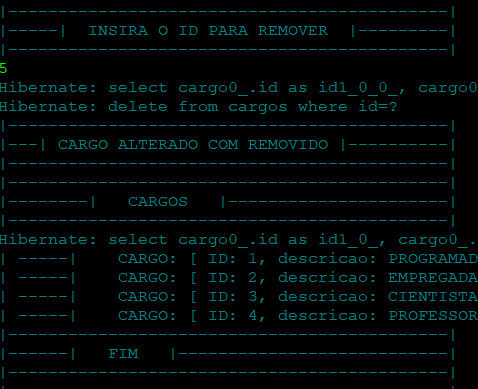 |--------------------------------------------|
|-----|  INSIRA O ID PARA REMOVER  |---------|
|--------------------------------------------|
5
Hibernate: select cargo0_.id as id1_0_0_, cargo0
Hibernate: delete from cargos where id=?
|--------------------------------------------|
|---| CARGO ALTERADO COM REMOVIDO |----------|
|--------------------------------------------|
|--------------------------------------------|
|--------|   CARGOS   |----------------------|
|--------------------------------------------|
Hibernate: select cargo0_.id as id1_0_, cargo0_.
| -----|    CARGO: [ ID: 1, descricao: PROGRAMAD
| -----|    CARGO: [ ID: 2, descricao: EMPREGADA
| -----|    CARGO: [ ID: 3, descricao: CIENTISTA
| -----|    CARGO: [ ID: 4, descricao: PROFESSOR
|--------------------------------------------|
|------|   FIM   |---------------------------|
|--------------------------------------------|